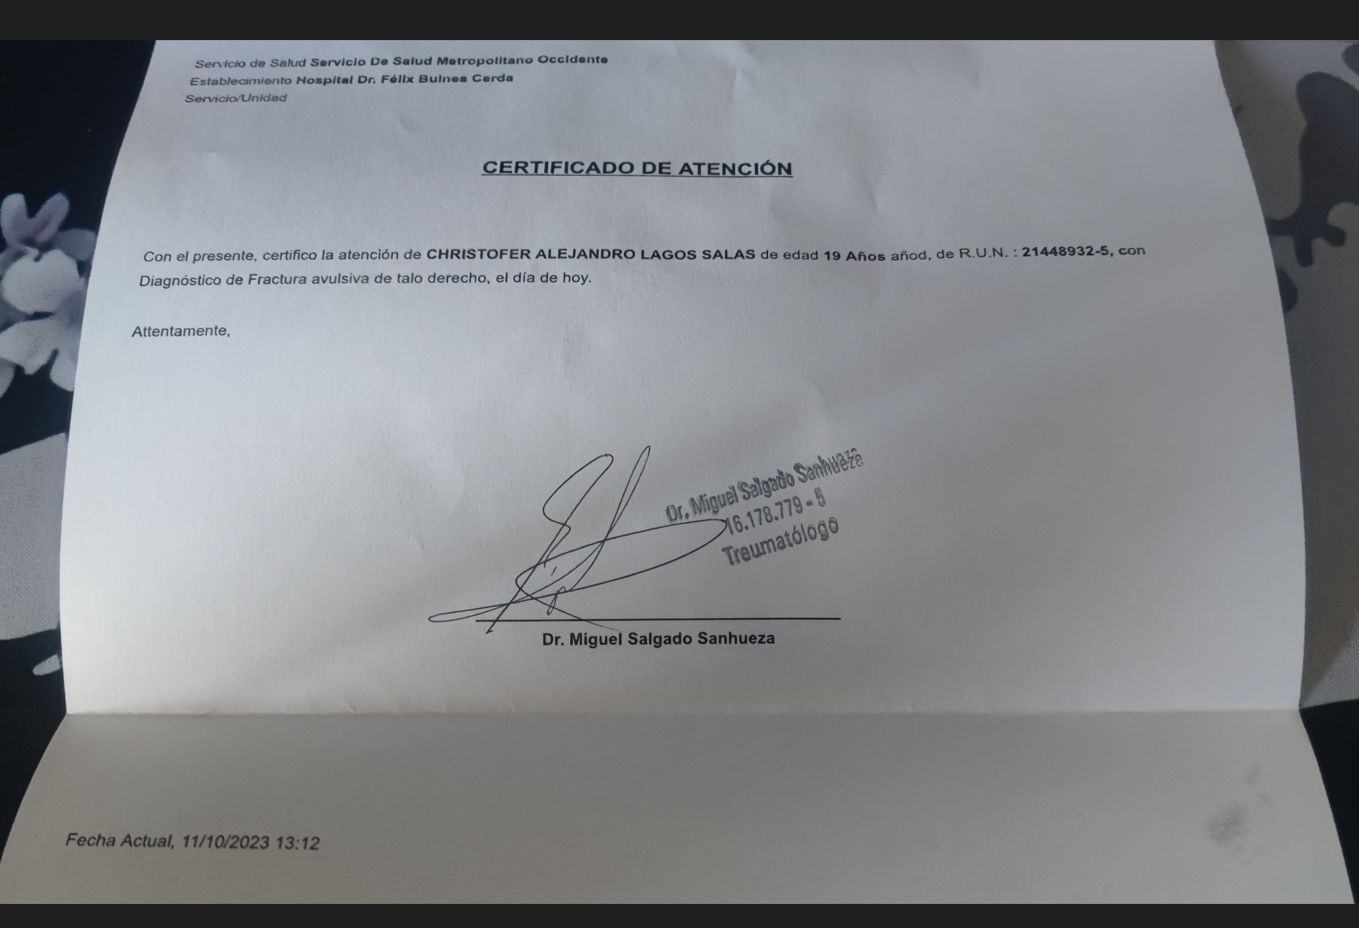 Servicio de Salud Servicio De Salud Metropolitano Occidente
Establecimiento Hospital Dr. Félix Bulnes Cerda
Servicio/Unidad
CERTIFICADO DE ATENCIÓN
Con el presente, certifico la atención de CHRISTOFER ALEJANDRO LAGOS SALAS de edad 19 Años añod, de R.U.N. : 21448932-5, con
Diagnóstico de Fractura avulsiva de talo derecho, el día de hoy.
Attentamente,
Dr. Miguel Salgado Sanhueza
16.178.779 - 5
Traumatólogo
Dr. Miguel Salgado Sanhueza
Fecha Actual, 11/10/2023 13:12